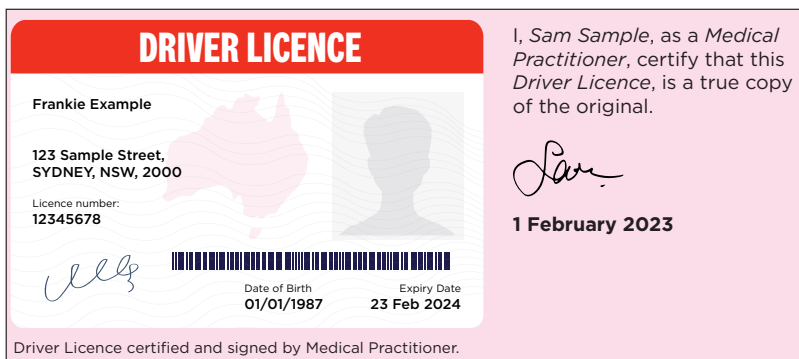 DRIVER LICENCE
Frankie Example
123 Sample Street,
SYDNEY, NSW, 2000
Licence number:
12345678
Date of Birth
01/01/1987
Expiry Date
23 Feb 2024
Driver Licence certified and signed by Medical Practitioner.
I, Sam Sample, as a Medical
Practitioner, certify that this
Driver Licence, is a true copy
of the original.
Sam
1 February 2023